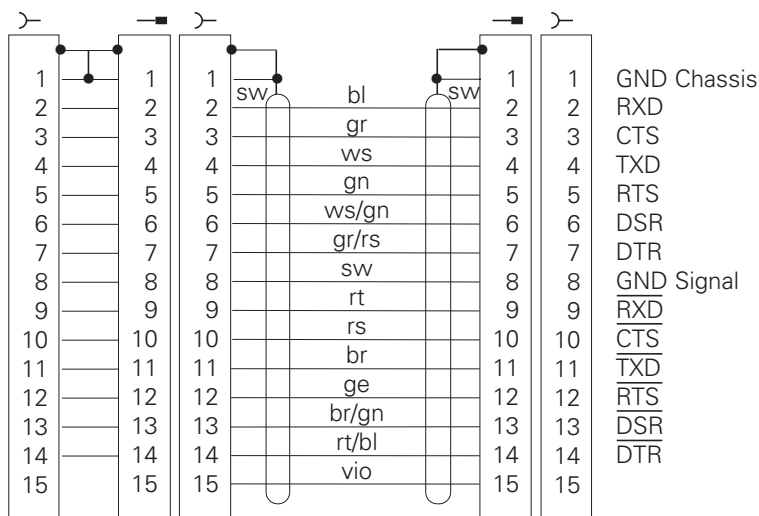 1 1 1 1 1 GND Chassis
sw bl sw
2 2 2 2 2 RXD
gr
3 3 3 3 3 CTS
ws
4 4 4 4 4 TXD
gn
5 5 5 5 5 RTS
ws/gn
6 6 6 6 6 DSR
gr/rs
7 7 7 7 7 DTR
sw
8 8 8 8 8 GND Signal
rt
9 9 9 9 9 RXD
rs
10 10 10 10 10 CTS
br
11 11 11 11 11 TXD
ge
12 12 12 12 12 RTS
br/gn
13 13 13 13 13 DSR
rt/bl
14 14 14 14 14 DTR
vio
15 15 15 15 15